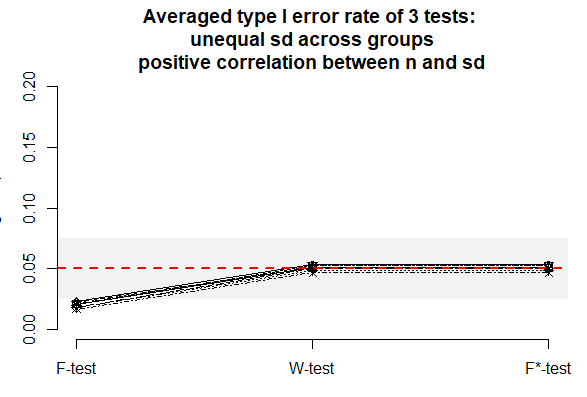 Averaged type I error rate of 3 tests:
unequal sd across groups
positive correlation between n and sd
0.20
0.15
0.10
0.05
0.00
F-test W-test F*-test